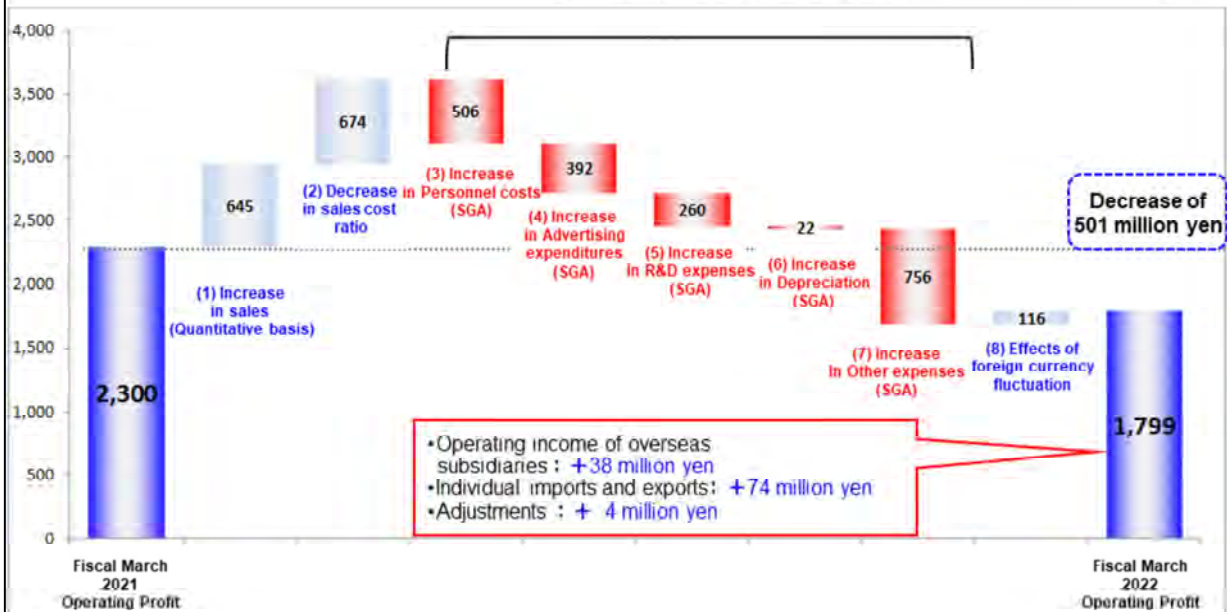 4,000
3,500
3,000
2,500
2,000
1,500
1,000
500
0
2,300
645
(1) Increase
in sales
(Quantitative basis)
674
(2) Decrease
in sales cost
ratio
506
(3) Increase
in Personnel costs
(SGA)
392
(4) Increase
in Advertising
expenditures
(SGA)
260
(5) Increase
in R&D expenses
(SGA)
22
(6) Increase
in Depreciation
(SGA)
756
(7) Increase
In Other expenses
(SGA)
116
(8) Effects of
foreign currency
fluctuation
Decrease of
501 million yen
1,799
•Operating income of overseas
subsidiaries：+38 million yen
•Individual imports and exports：+74 million yen
•Adjustments：+ 4 million yen
Fiscal March
2021
Operating Profit
Fiscal March
2022
Operating Profit